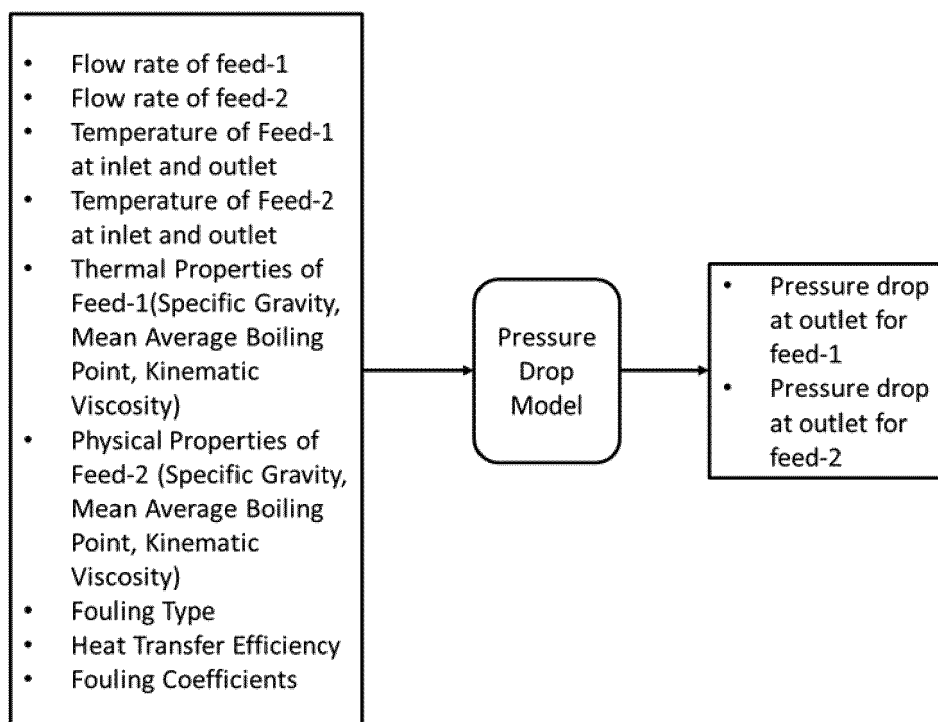 • Flow rate of feed-1
• Flow rate of feed-2
• Temperature of Feed-1
at inlet and outlet
• Temperature of Feed-2
at inlet and outlet
• Thermal Properties of
Feed-1(Specific Gravity,
Mean Average Boiling
Point, Kinematic
Viscosity)
• Physical Properties of
Feed-2 (Specific Gravity,
Mean Average Boiling
Point, Kinematic
Viscosity)
• Fouling Type
• Heat Transfer Efficiency
• Fouling Coefficients
Pressure
Drop
Model
• Pressure drop
at outlet for
feed-1
• Pressure drop
at outlet for
feed-2